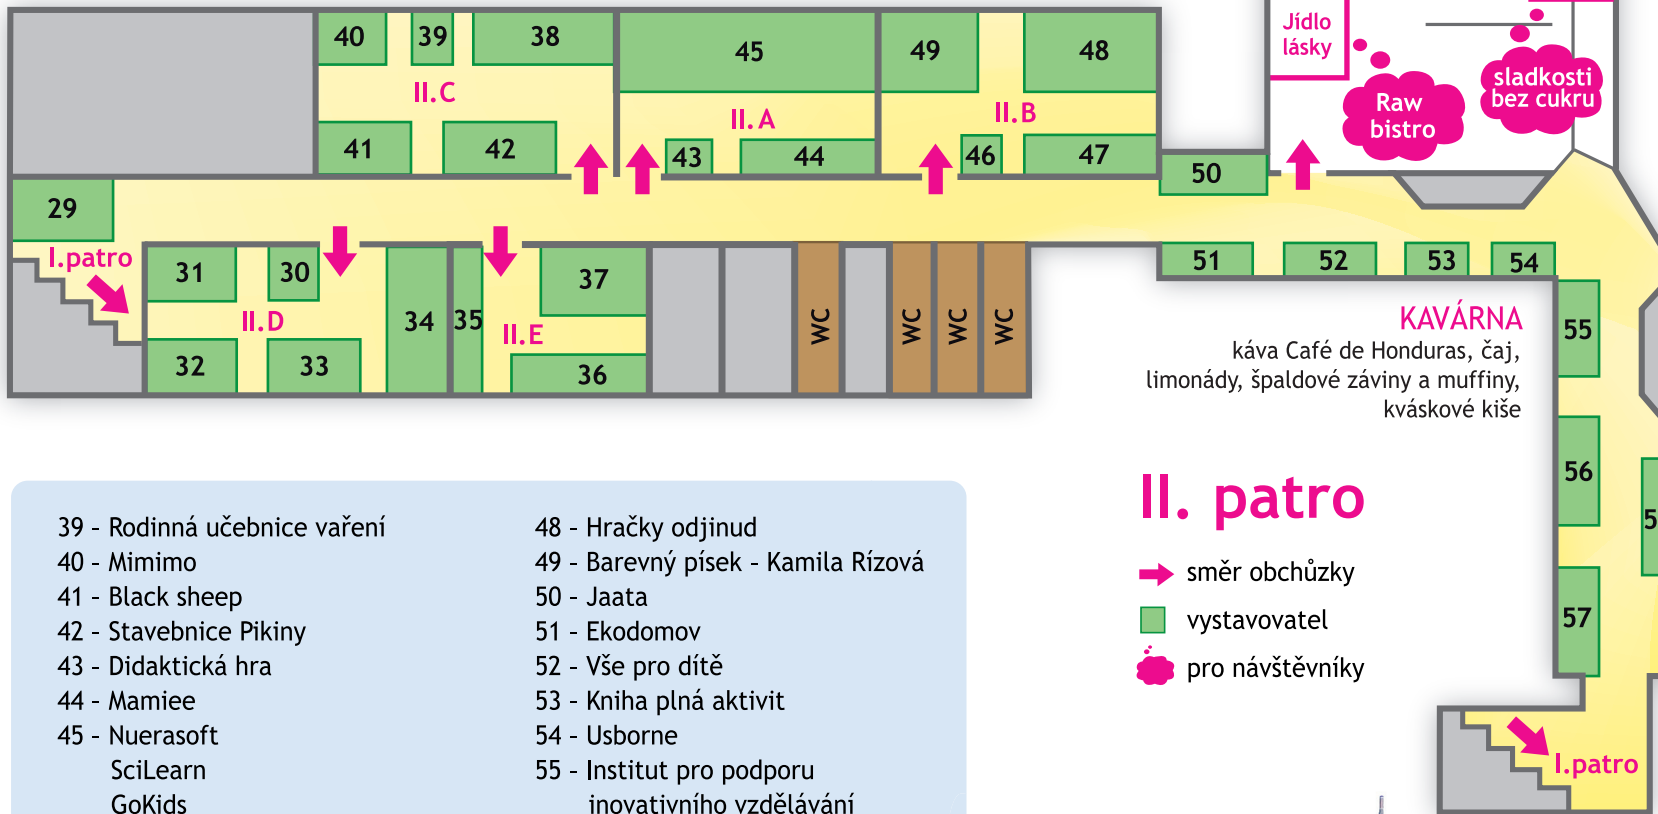 40
39
38
45
49
48
Jídlo
lásky
Raw
bistro
sladkosti
bez cukru
II.C
II.A
II.B
41
42
43
44
46
47
50
29
I.patro
31
30
34
35
37
51
52
53
54
II.D
II.E
32
33
36
WC
WC
WC
WC
KAVÁRNA
káva Café de Honduras, čaj,
limonády, špaldové záviny a muffiny,
kváskové kiše
55
56
57
II. patro
směr obchůzky
vystavovatel
pro návštěvníky
I.patro
39 – Rodinná učebnice vaření
40 – Mimimo
41 – Black sheep
42 – Stavebnice Pikiny
43 – Didaktická hra
44 – Mamiee
45 – Nuerasoft
SciLearn
GoKids
48 – Hračky odjinud
49 – Barevný písek – Kamila Rízová
50 – Jaata
51 – Ekodomov
52 – Vše pro dítě
53 – Kniha plná aktivit
54 – Usborne
55 – Institut pro podporu
inovativního vzdělávání